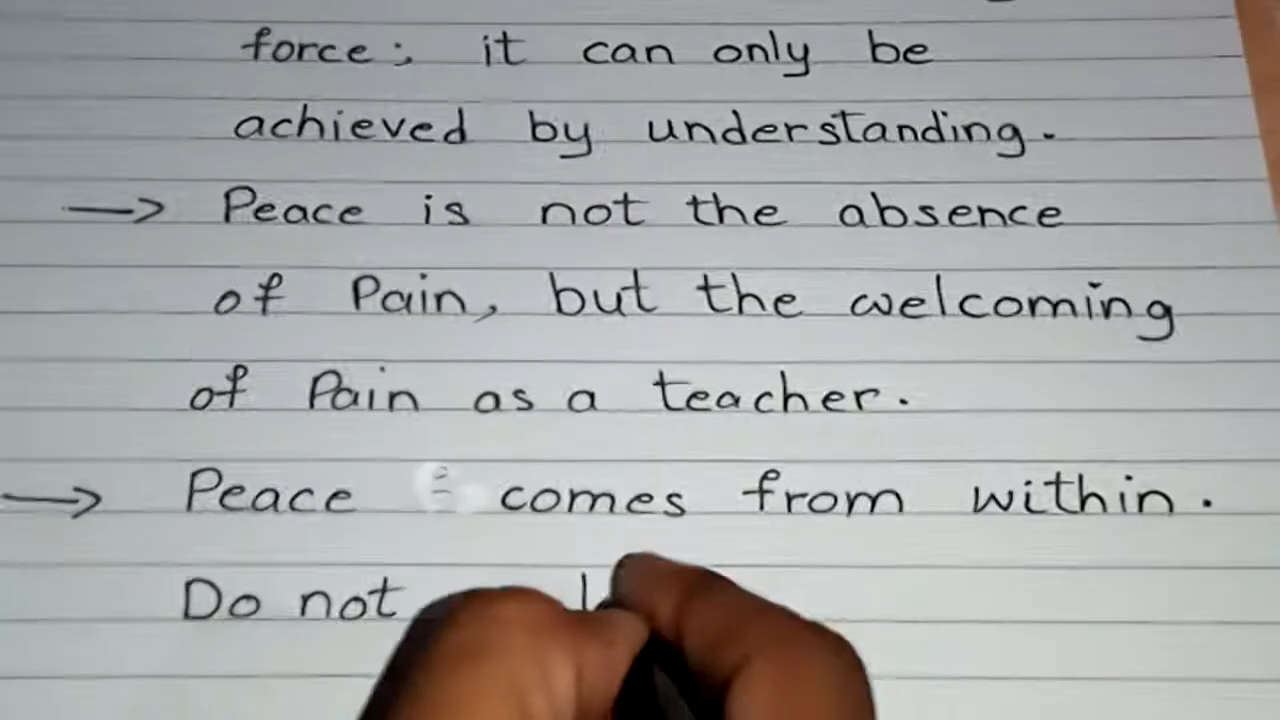 force; it can only be
achieved by understanding.
→ Peace is not the absence
of Pain, but the welcoming
of Pain as a teacher.
→ Peace comes from within.
Do not